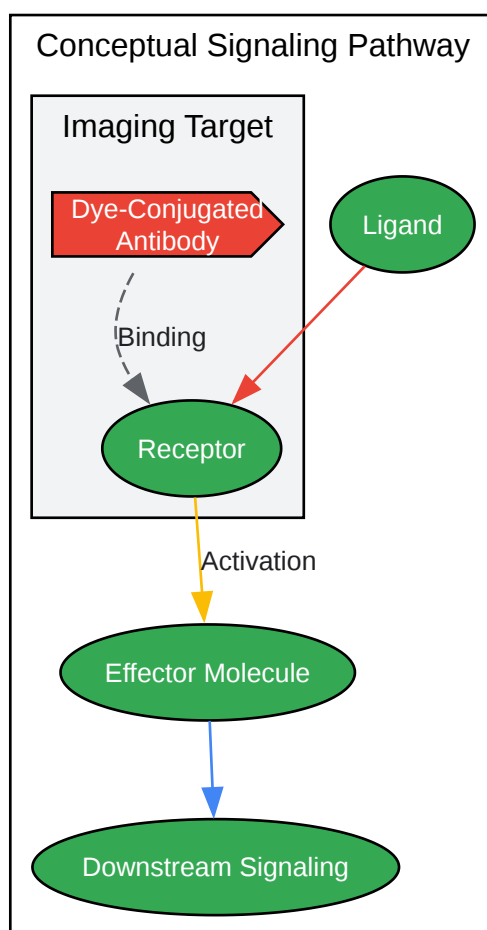 Conceptual Signaling Pathway
Imaging Target
Dye-Conjugated
Antibody
Ligand
Binding
Receptor
Activation
Effector Molecule
Downstream Signaling